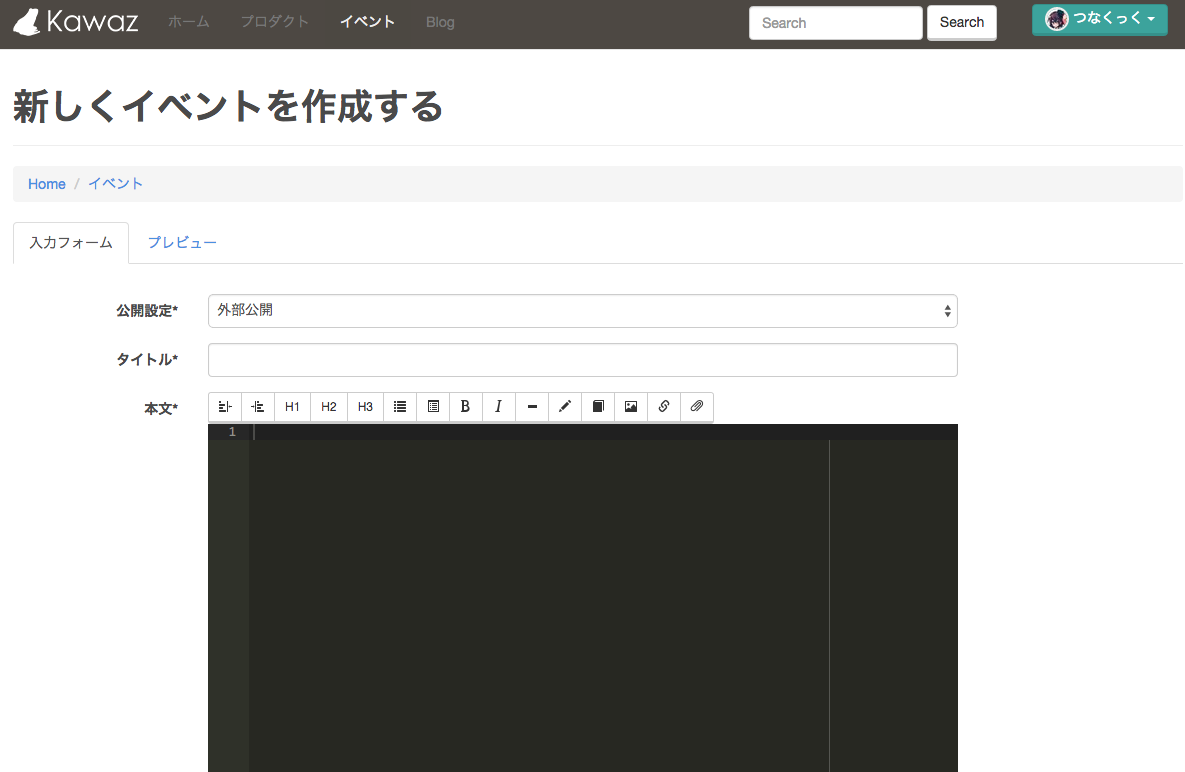 Kawaz ホーム プロダクト イベント Blog Search Search つなくっく
新しくイベントを作成する
Home / イベント
入力フォーム プレビュー
公開設定* 外部公開
タイトル*
本文* H1 H2 H3 B I
1